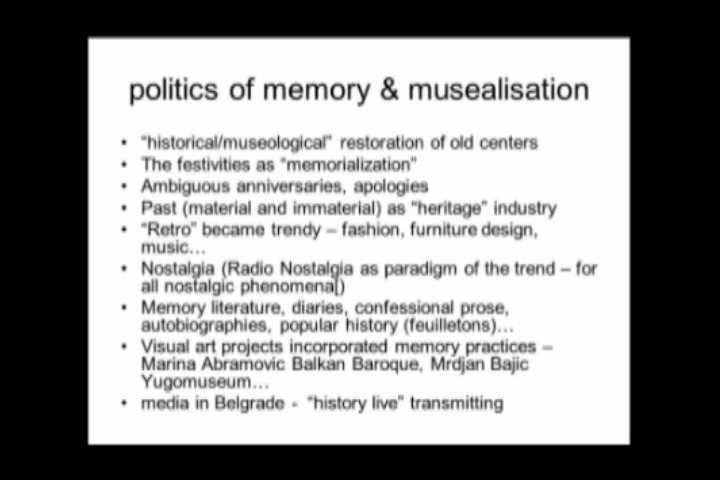 politics of memory & musealisation
• "historical/museological" restoration of old centers
• The festivities as "memorialization"
• Ambiguous anniversaries, apologies
• Past (material and immaterial) as "heritage" industry
• "Retro" became trendy – fashion, furniture design,
music…
• Nostalgia (Radio Nostalgia as paradigm of the trend – for
all nostalgic phenomena[)
• Memory literature, diaries, confessional prose,
autobiographies, popular history (feuilletons)…
• Visual art projects incorporated memory practices –
Marina Abramovic Balkan Baroque, Mrdjan Bajic
Yugomuseum…
• media in Belgrade - "history live" transmitting